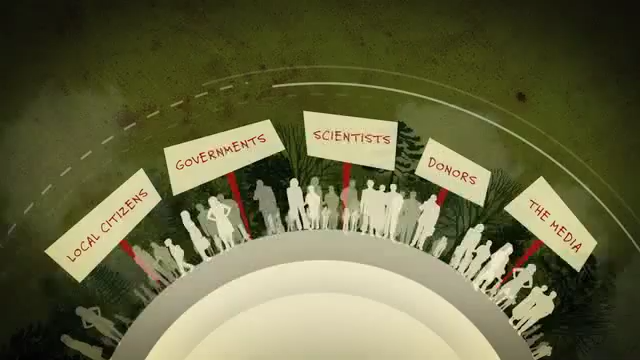 LOCAL CITIZENS
GOVERNMENTS
SCIENTISTS
DONORS
THE MEDIA